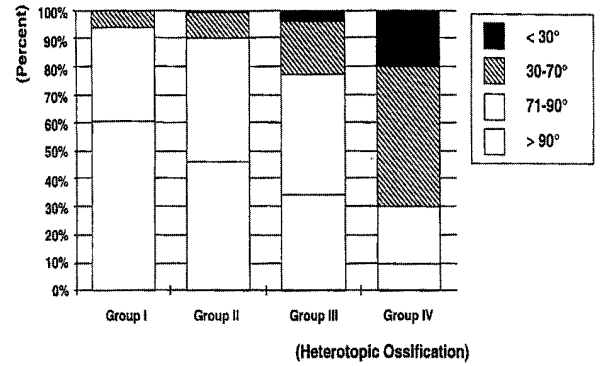 (Percent)
100%
90%
80%
70%
60%
50%
40%
30%
20%
10%
0%
Group I
Group II
Group III
Group IV
(Heterotopic Ossification)
< 30°
30-70°
71-90°
> 90°